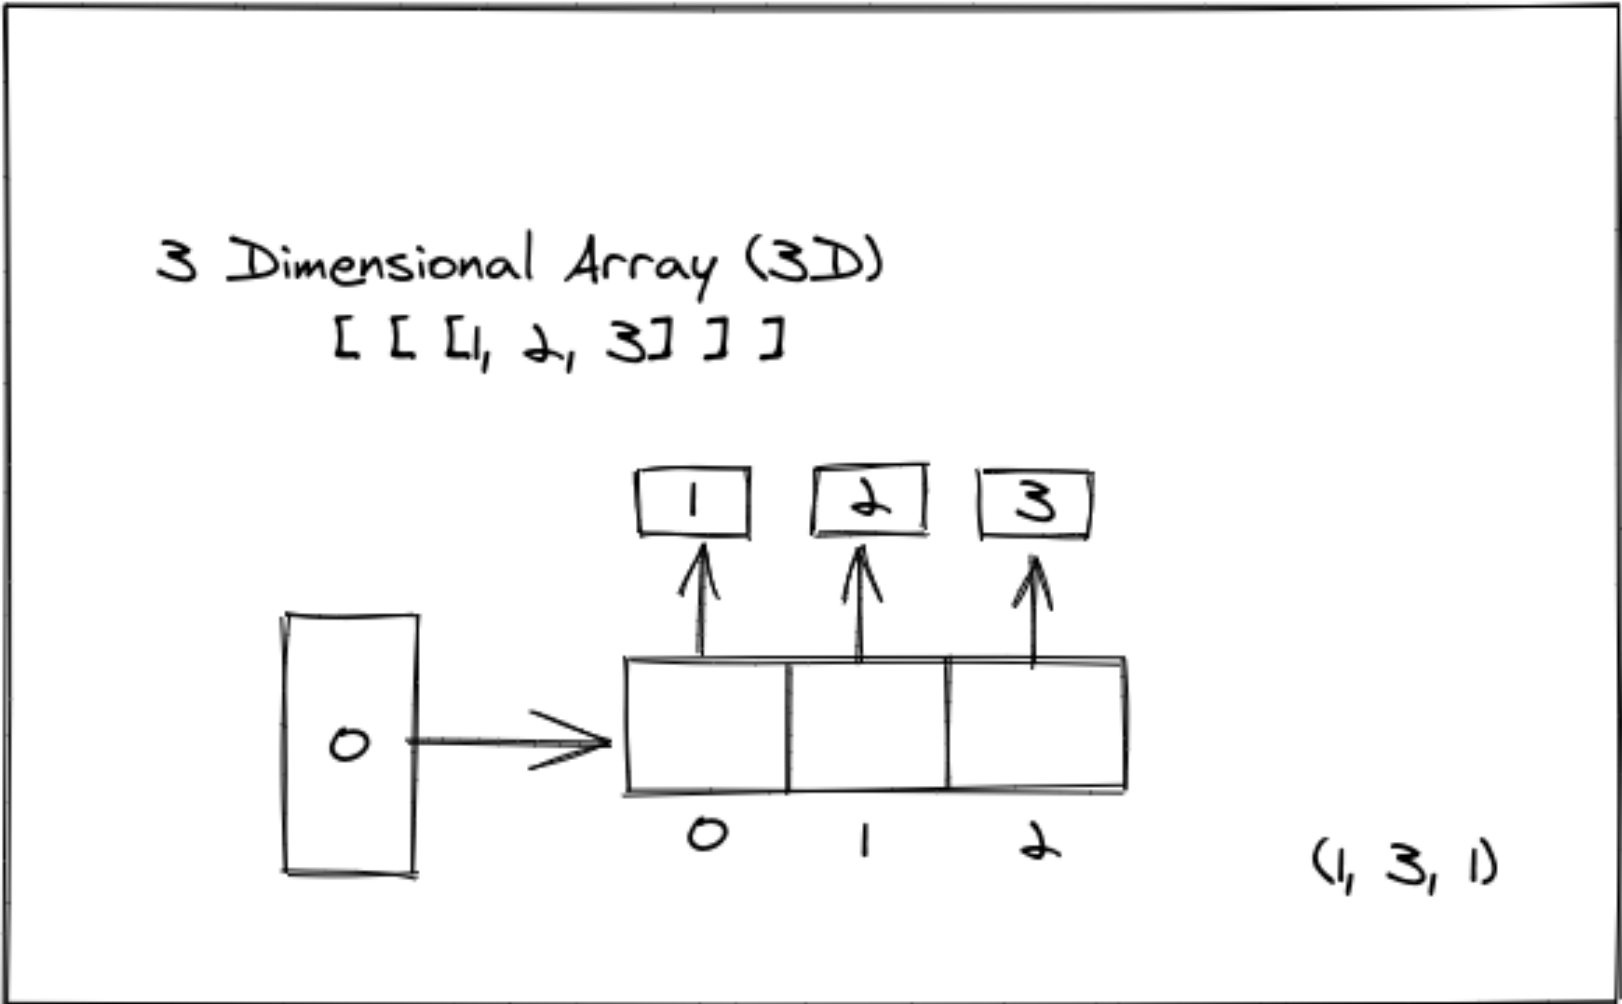 3 Dimensional Array (3D)
[ [ [1, 2, 3] ] ]
1 2 3
0
0 1 2
(1, 3, 1)